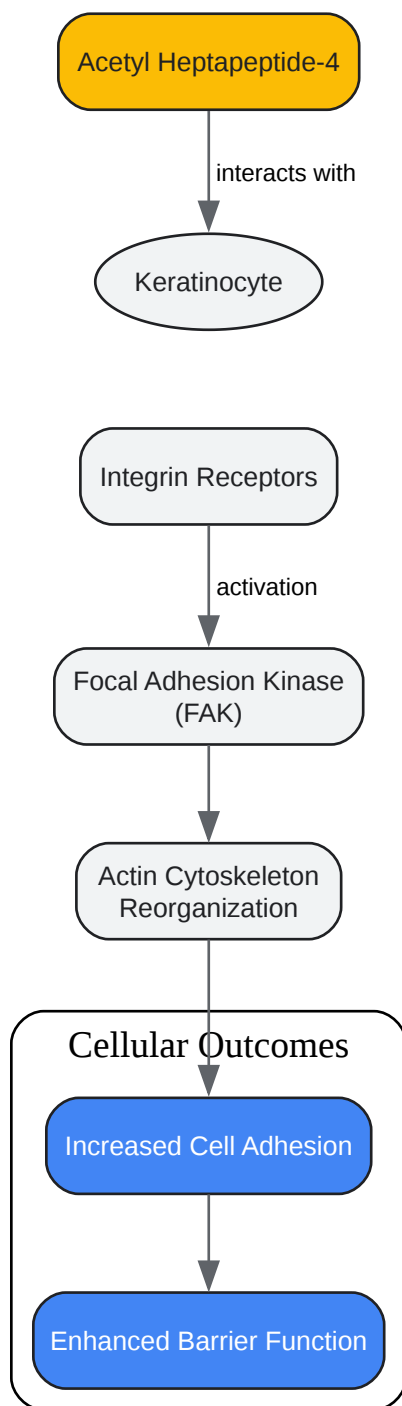 Acetyl Heptapeptide-4
interacts with
Keratinocyte
Integrin Receptors
activation
Focal Adhesion Kinase
(FAK)
Actin Cytoskeleton
Reorganization
Cellular Outcomes
Increased Cell Adhesion
Enhanced Barrier Function